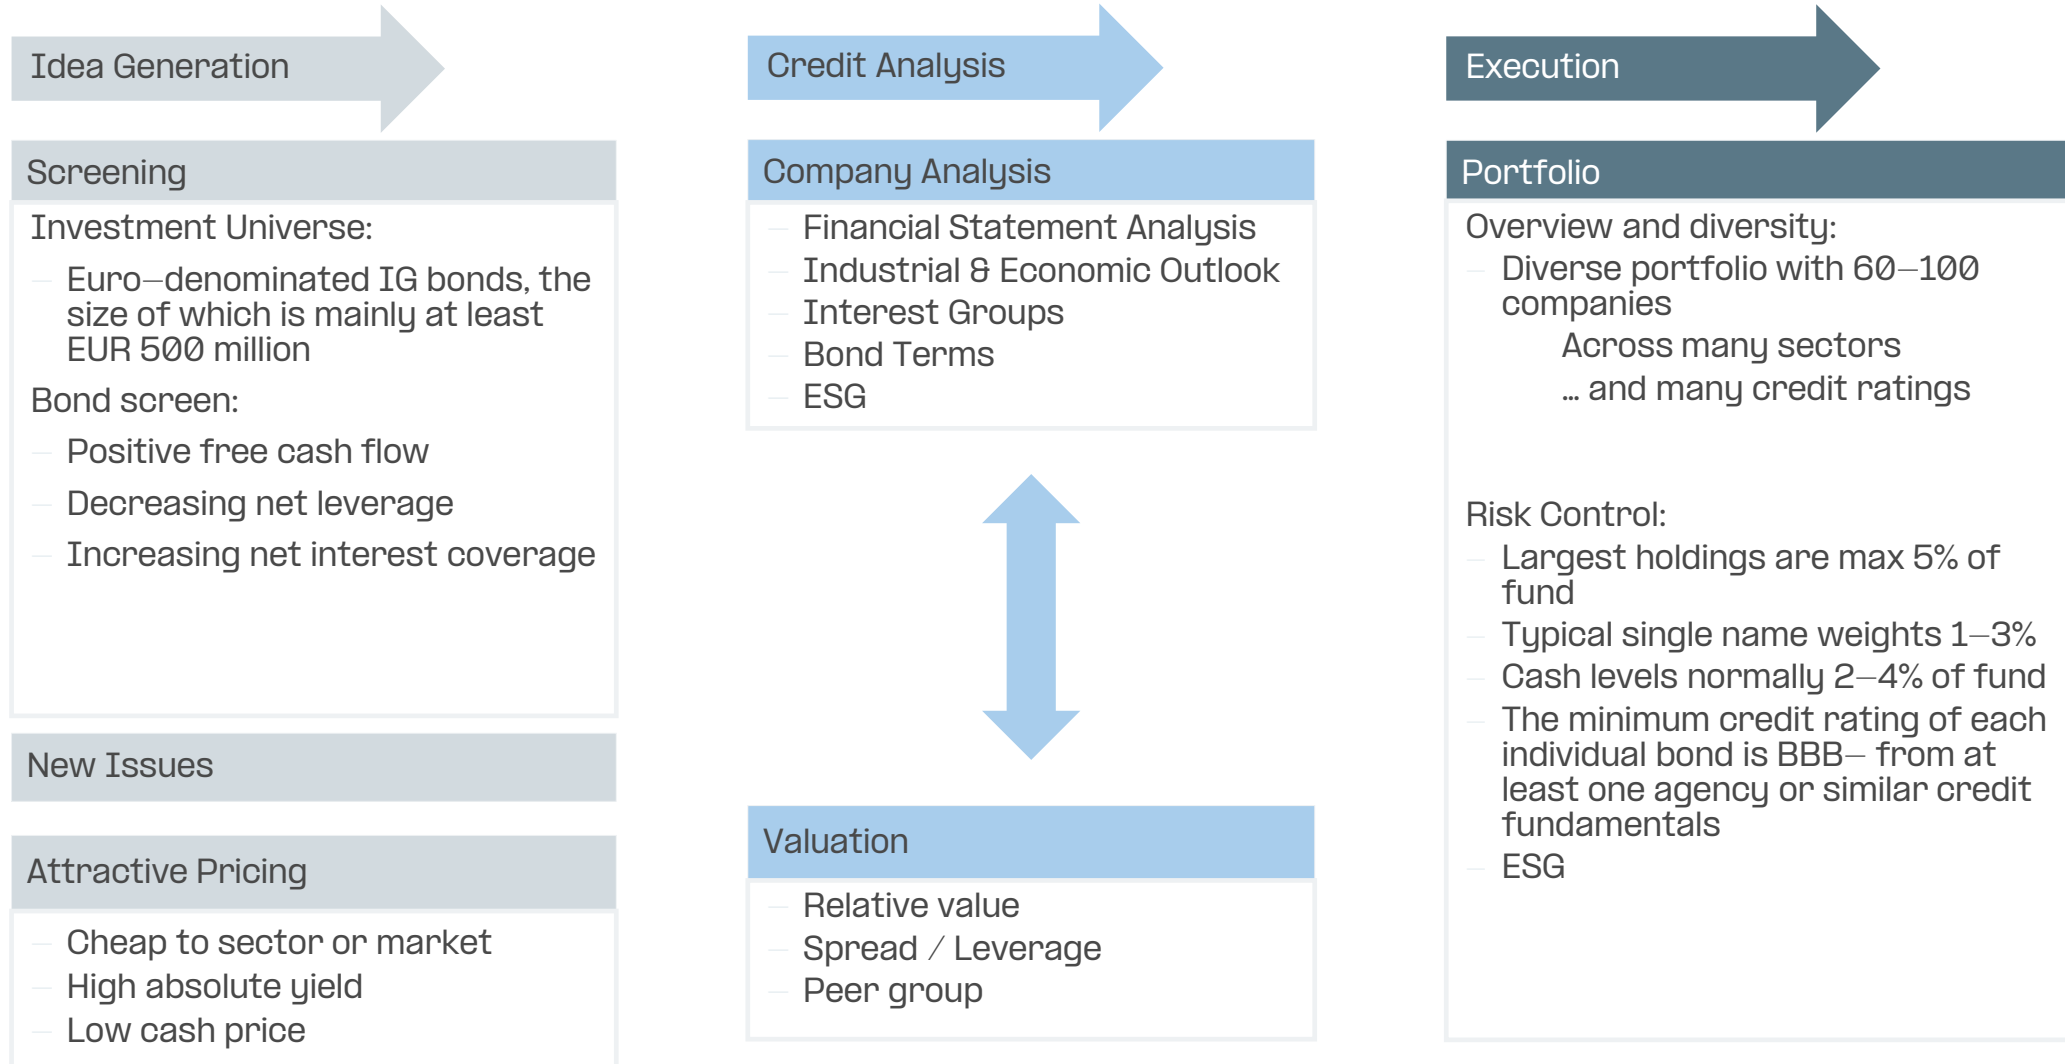 Idea Generation
Screening
Investment Universe:
— Euro—denominated IG bonds, the
size of which is mainly at least
EUR 500 million
Bond screen:
— Positive free cash flow
— Decreasing net leverage
— Increasing net interest coverage
New Issues
Attractive Pricing
— Cheap to sector or market
— High absolute yield
— Low cash price
Credit Analysis
Company Analysis
— Financial Statement Analysis
— Industrial & Economic Outlook
— Interest Groups
— Bond Terms
— ESG
Valuation
— Relative value
— Spread / Leverage
— Peer group
Execution
Portfolio
Overview and diversity:
— Diverse portfolio with 60—100
companies
Across many sectors
... and many credit ratings
Risk Control:
— Largest holdings are max 5% of
fund
— Typical single name weights 1—3%
— Cash levels normally 2—4% of fund
— The minimum credit rating of each
individual bond is BBB— from at
least one agency or similar credit
fundamentals
— ESG